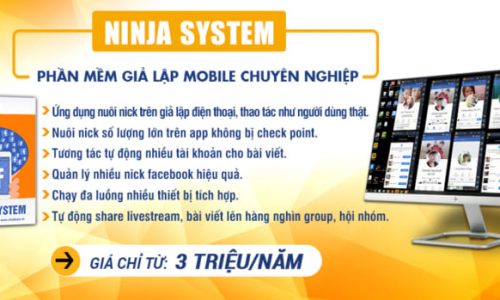 NINJA SYSTEM
PHẦN MỀM GIẢ LẬP MOBILE CHUYÊN NGHIỆP
Ứng dụng nuôi nick trên giả lập điện thoại, thao tác như người dùng thật.
Nuôi nick số lượng lớn trên app không bị check point.
Tương tác tự động nhiều tài khoản cho bài viết.
Quản lý nhiều nick facebook hiệu quả.
Chạy đa luồng nhiều thiết bị tích hợp.
Tự động share livestream, bài viết lên hàng nghìn group, hội nhóm.
SYSTEM
GIÁ CHỈ TỪ: 3 TRIỆU/NĂM